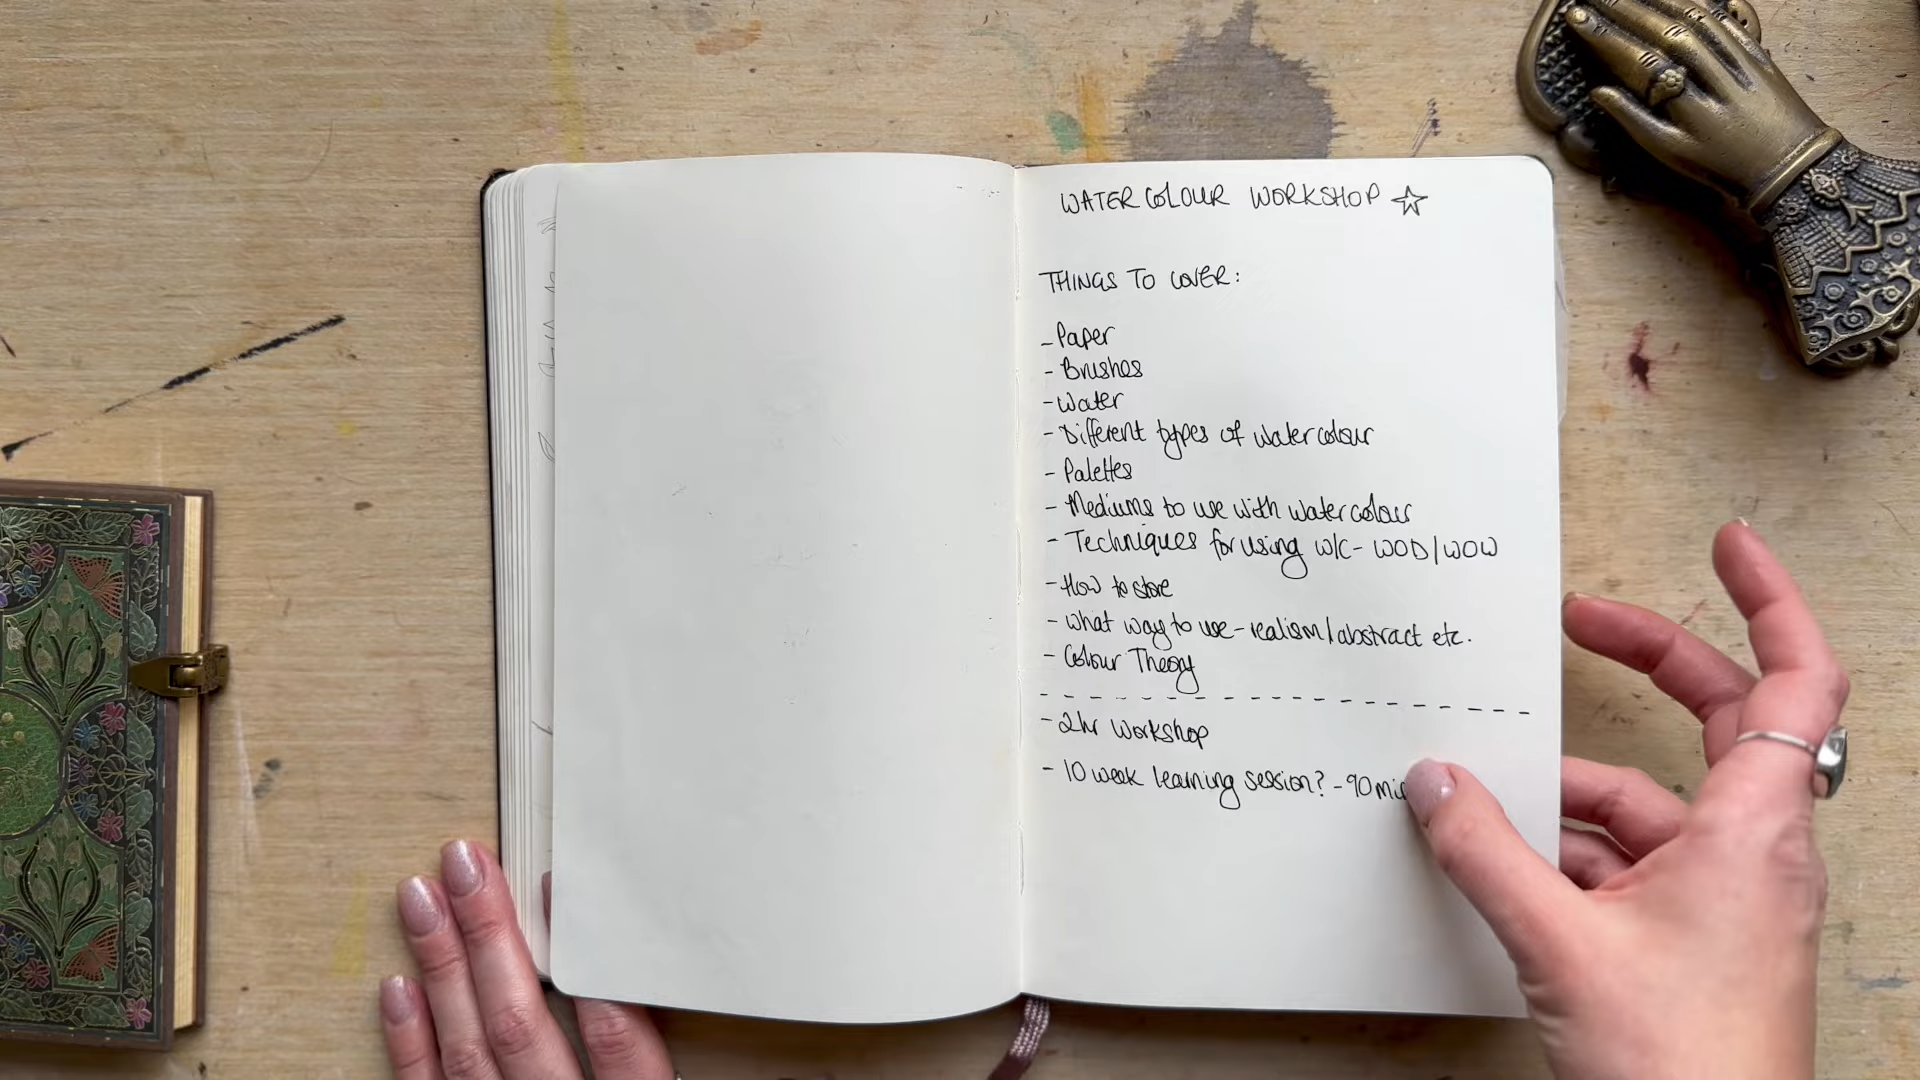 WATERCOLOUR WORKSHOP ☆
THINGS TO COVER:
- Paper
- Brushes
- Water
- Different types of watercolour
- Palettes
- Mediums to use with watercolour
- Techniques for using W/C - WOD/WOW
- How to store
- What way to use - realism/abstract etc.
- Colour Theory
- 2hr Workshop
- 10 week learning session? - 90 min